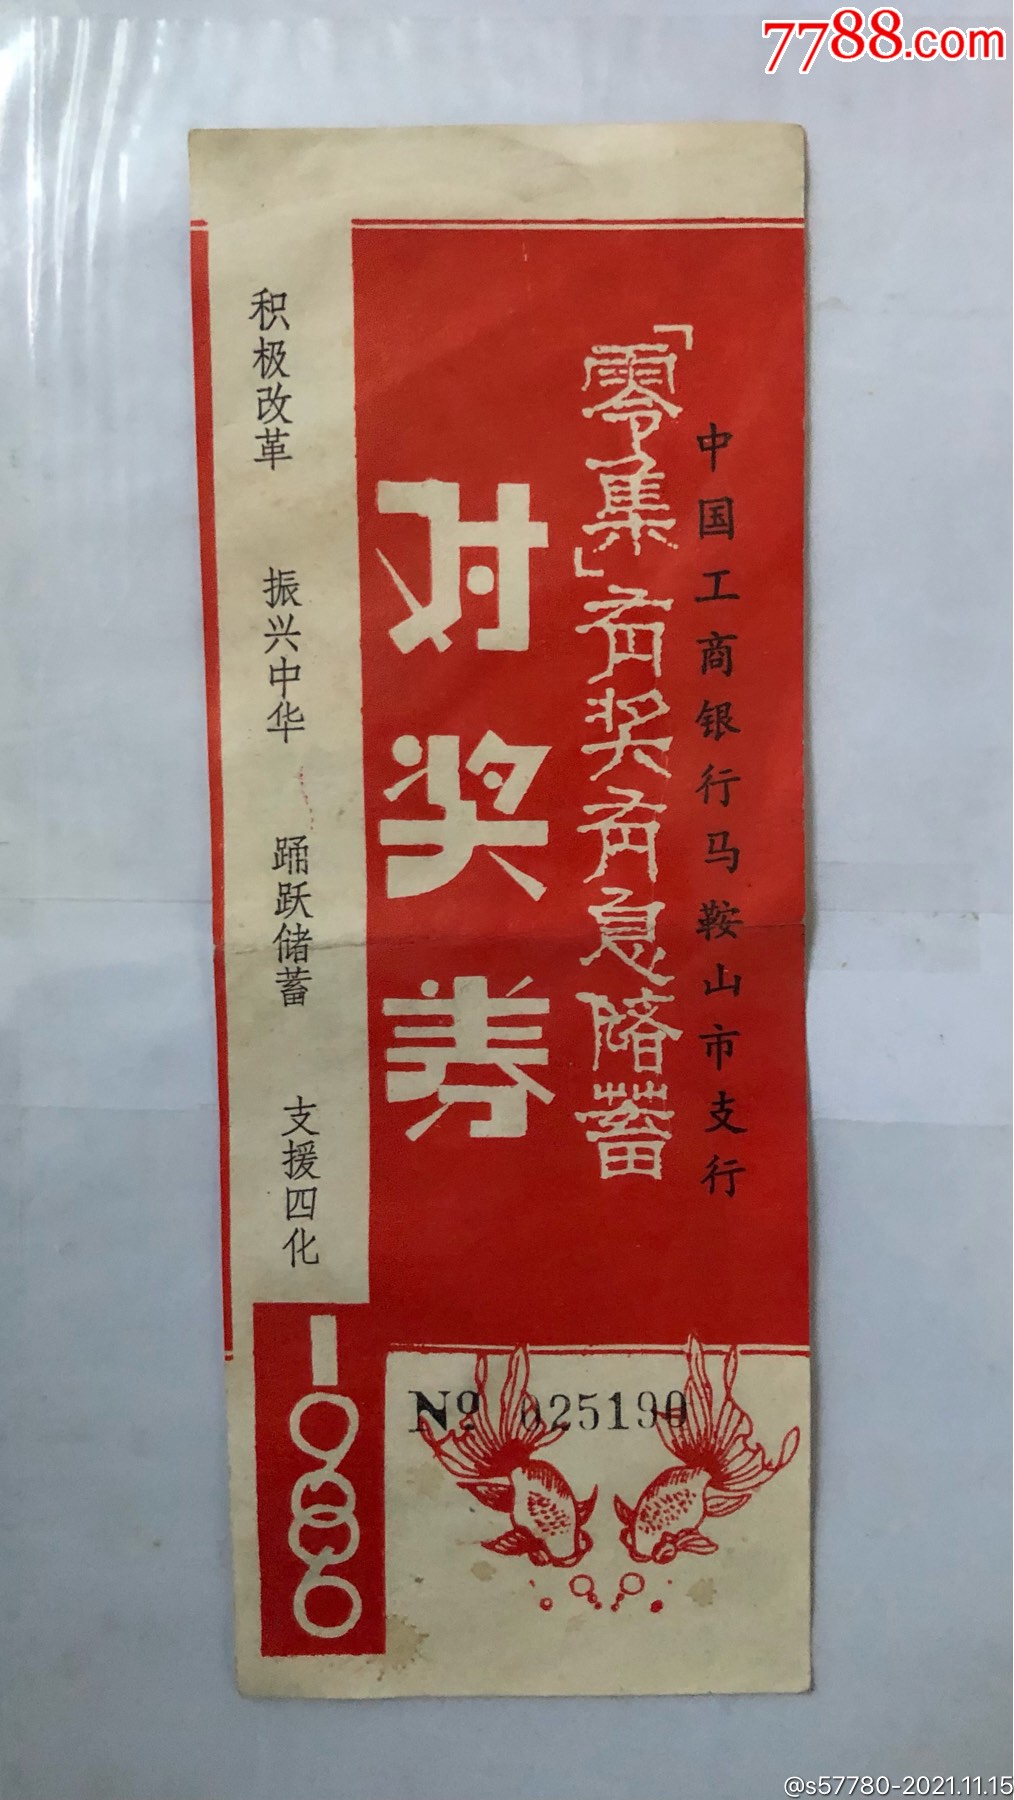 7788.com
中国工商银行马鞍山市支行
「零集」有奖有息储蓄
对奖券
积极改革 振兴中华 踊跃储蓄 支援四化
1986
№ 025190
@s57780-2021.11.15